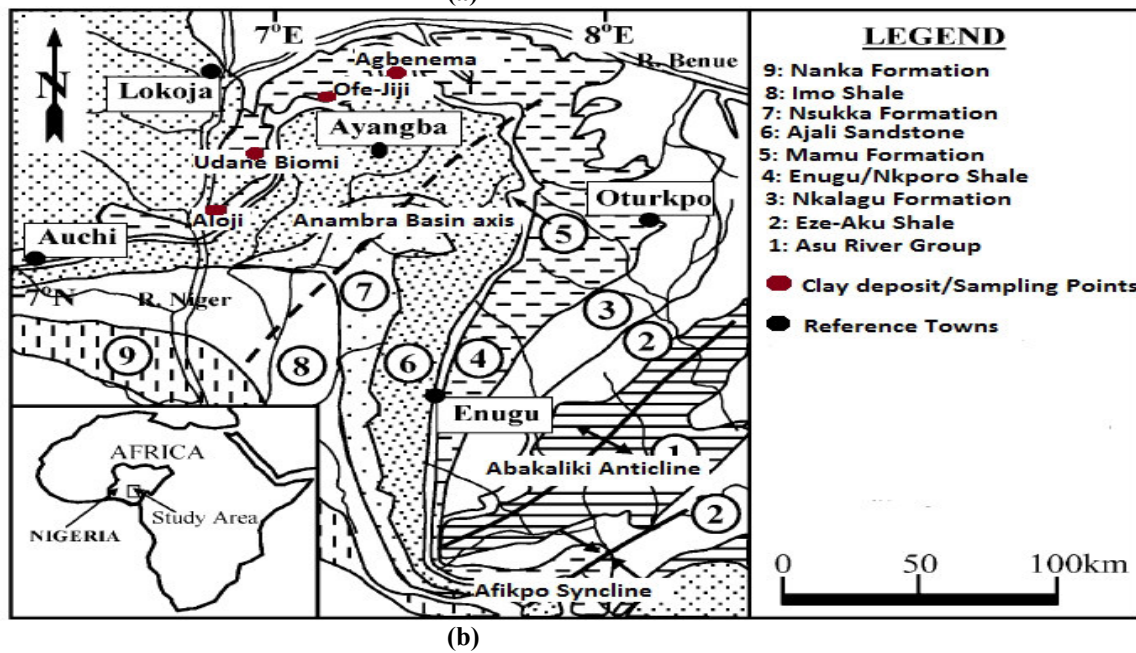 7°E
8°E
R. Benue
N
Agbenema
Lokoja
Ofe-Jiji
Ayangba
Udane Biomi
Aloji
Anambra Basin axis
Oturkpo
Auchi
5
7°N
R. Niger
7
3
2
9
8
6
4
Enugu
1
Abakaliki Anticline
2
Afikpo Syncline
AFRICA
Study Area
NIGERIA
LEGEND
9: Nanka Formation
8: Imo Shale
7: Nsukka Formation
6: Ajali Sandstone
5: Mamu Formation
4: Enugu/Nkporo Shale
3: Nkalagu Formation
2: Eze-Aku Shale
1: Asu River Group
Clay deposit/Sampling Points
Reference Towns
0 50 100km
(b)